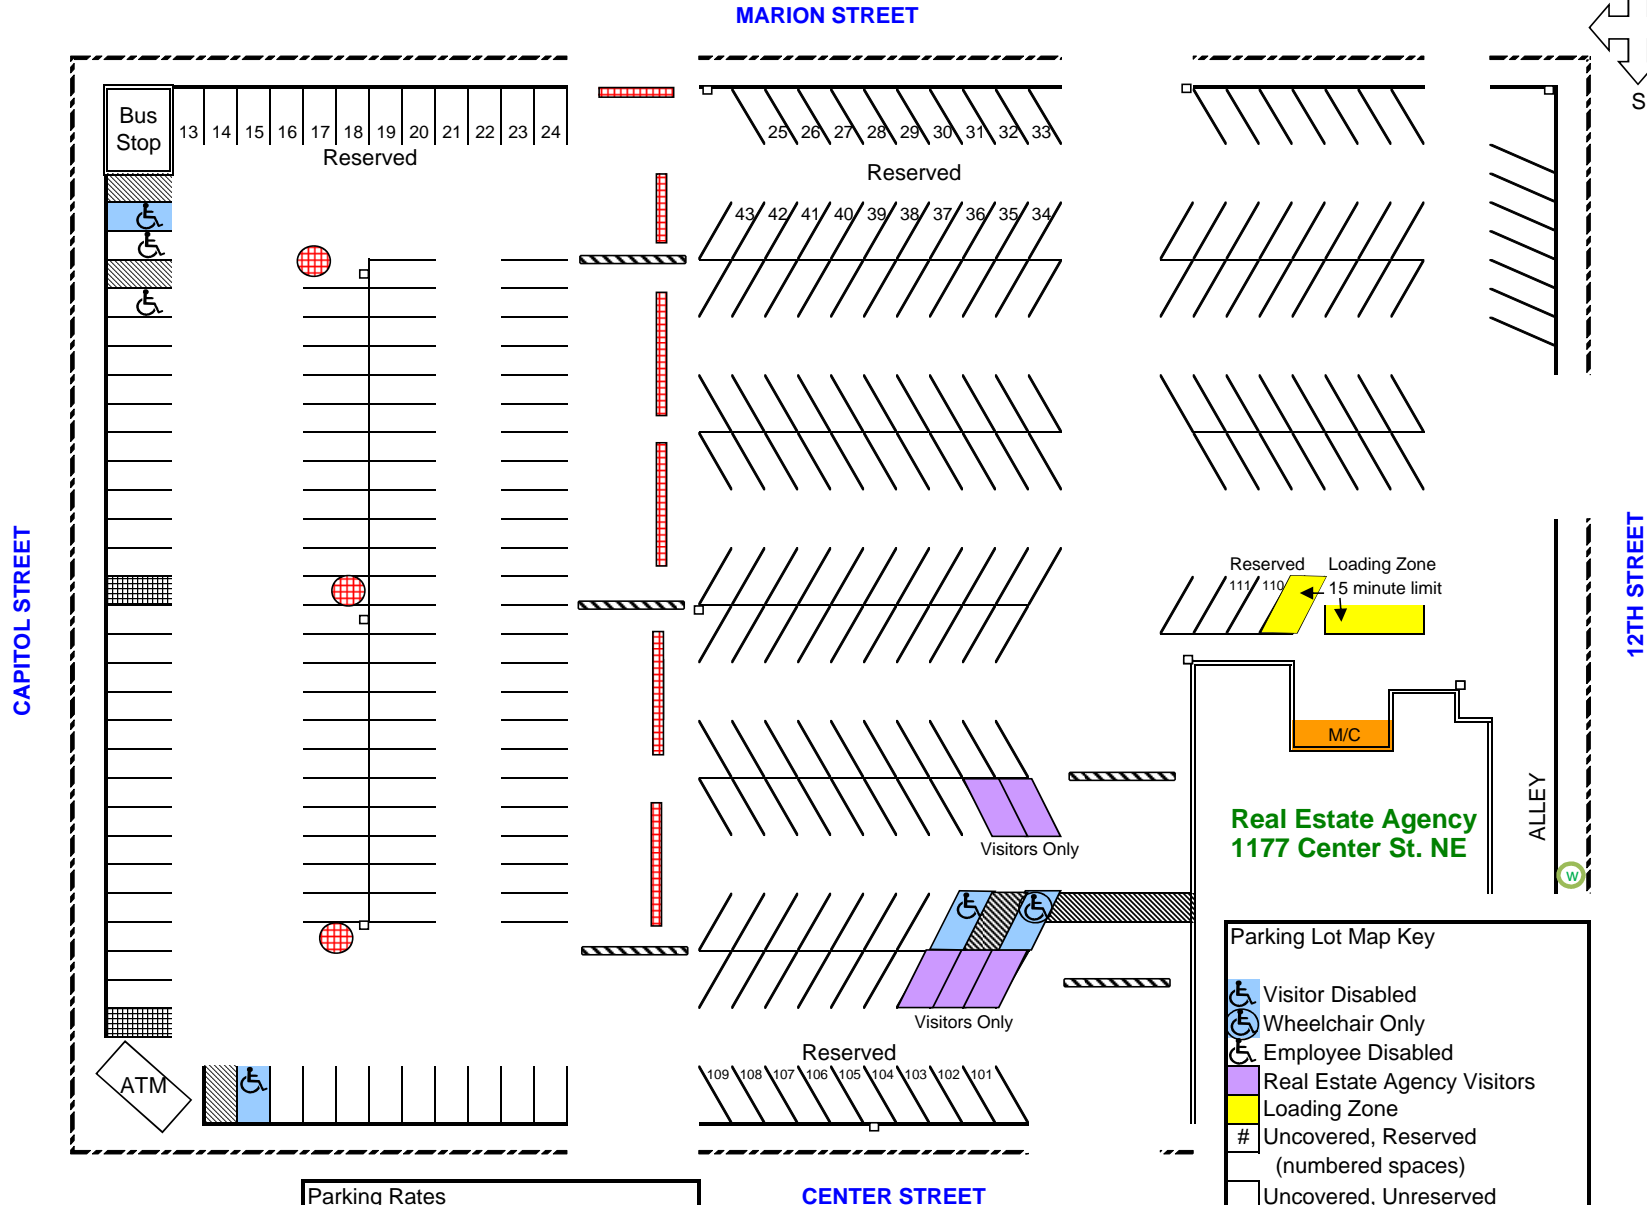 MARION STREET
S
Bus
Stop
13 14 15 16 17 18 19 20 21 22 23 24
Reserved
25 26 27 28 29 30 31 32 33
Reserved
43 42 41 40 39 38 37 36 35 34
CAPITOL STREET
12TH STREET
Reserved
111 110
Loading Zone
15 minute limit
M/C
Real Estate Agency
1177 Center St. NE
ALLEY
W
Visitors Only
Visitors Only
Reserved
109 108 107 106 105 104 103 102 101
ATM
Parking Lot Map Key
Visitor Disabled
Wheelchair Only
Employee Disabled
Real Estate Agency Visitors
Loading Zone
# Uncovered, Reserved
(numbered spaces)
Uncovered, Unreserved
Parking Rates
CENTER STREET